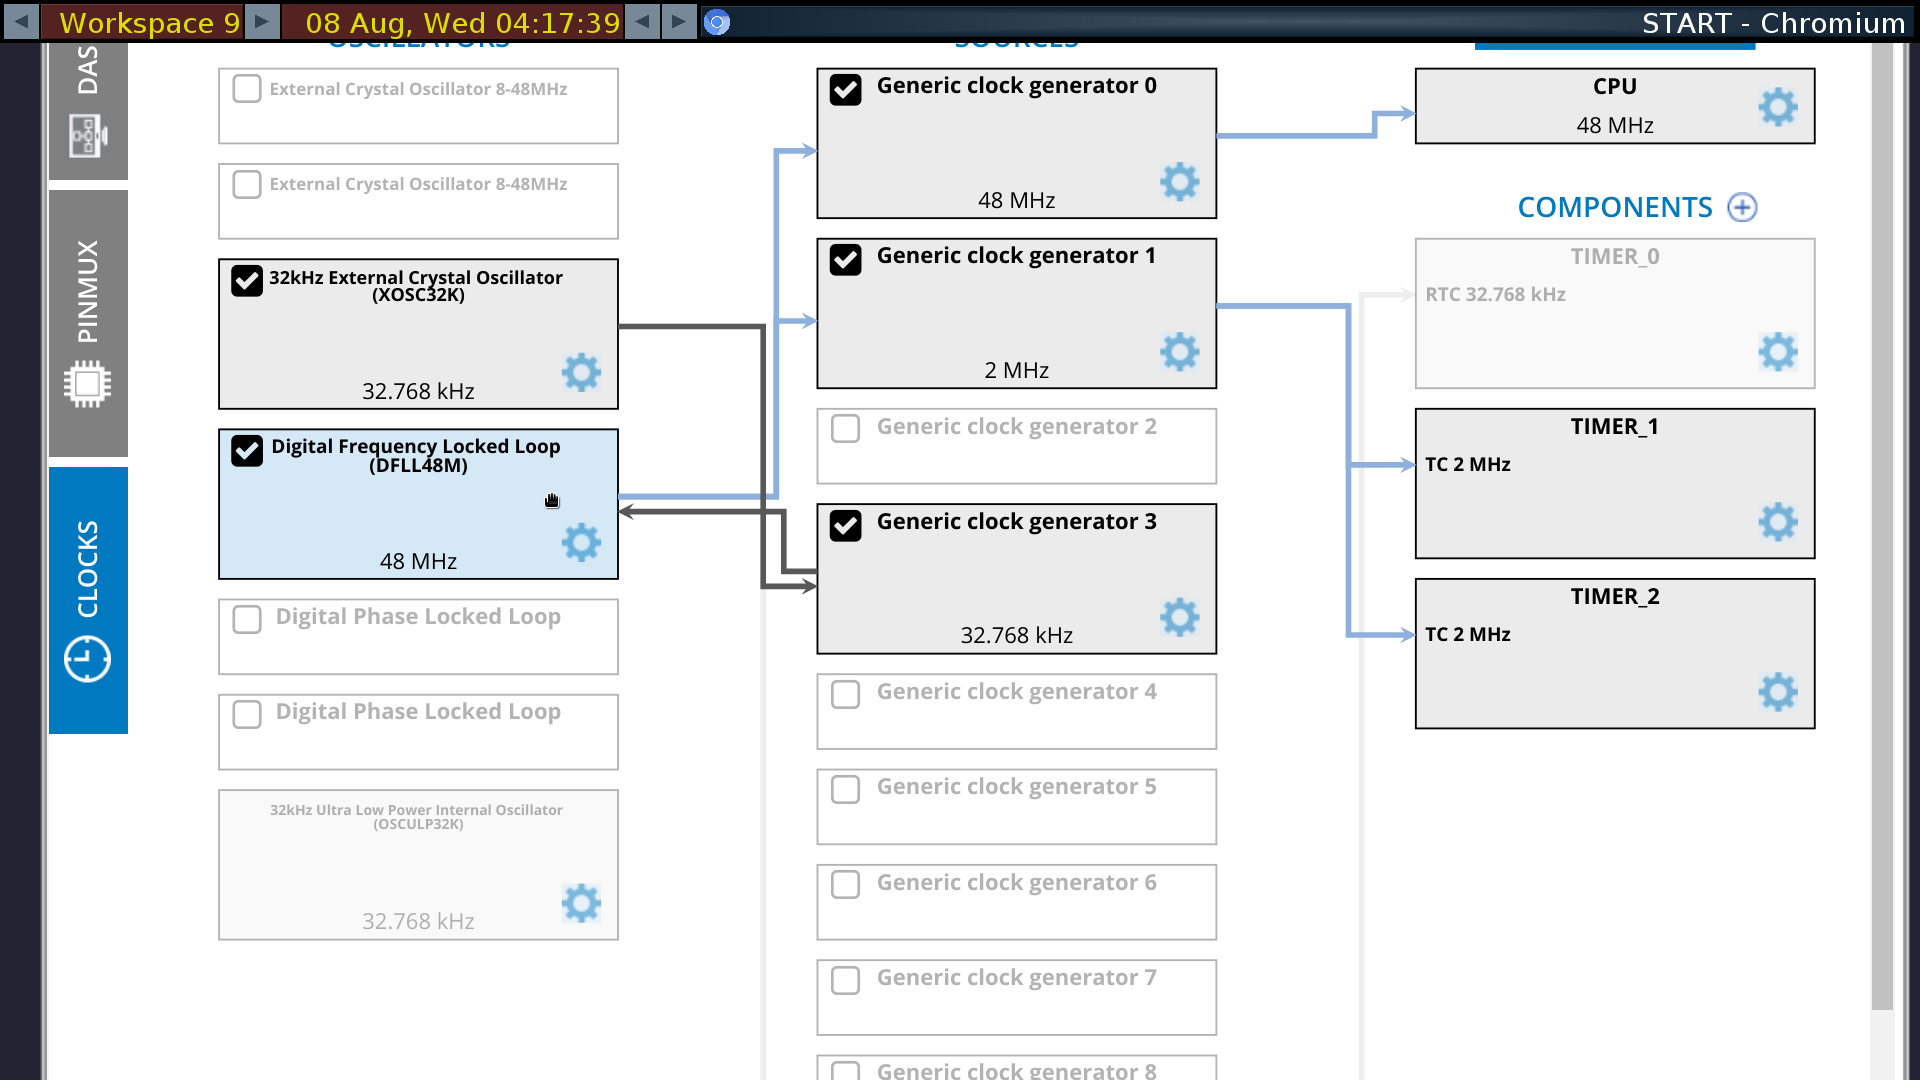 Workspace 9
08 Aug, Wed 04:17:39
START - Chromium
DAS
PINMUX
CLOCKS
OSCILLATORS
External Crystal Oscillator 8-48MHz
External Crystal Oscillator 8-48MHz
32kHz External Crystal Oscillator
(XOSC32K)
32.768 kHz
Digital Frequency Locked Loop
(DFLL48M)
48 MHz
Digital Phase Locked Loop
Digital Phase Locked Loop
32kHz Ultra Low Power Internal Oscillator
(OSCULP32K)
32.768 kHz
SOURCES
Generic clock generator 0
48 MHz
Generic clock generator 1
2 MHz
Generic clock generator 2
Generic clock generator 3
32.768 kHz
Generic clock generator 4
Generic clock generator 5
Generic clock generator 6
Generic clock generator 7
Generic clock generator 8
CPU
48 MHz
COMPONENTS
TIMER_0
RTC 32.768 kHz
TIMER_1
TC 2 MHz
TIMER_2
TC 2 MHz